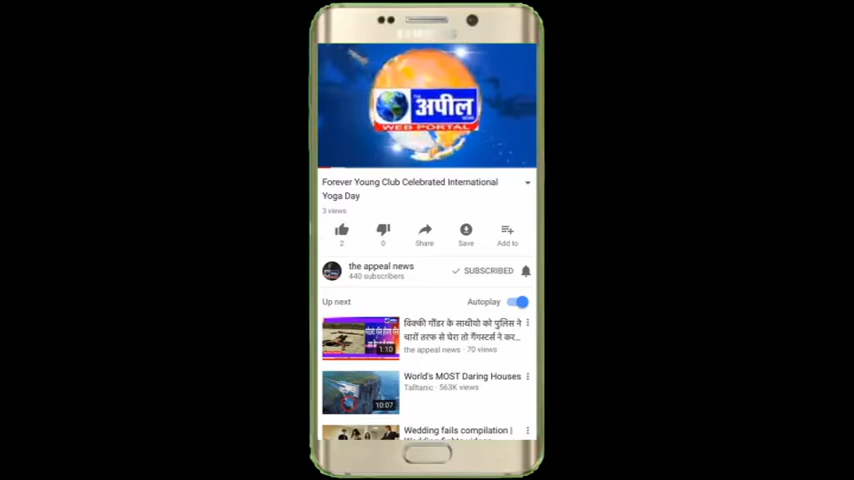 SAMSUNG
अपील
WEB PORTAL
Forever Young Club Celebrated International
Yoga Day
3 views
2
0
Share
Save
Add to
the appeal news
440 subscribers
SUBSCRIBED
Up next
Autoplay
विक्की गौंडर के साथीयो को पुलिस ने
चारों तरफ से घेरा तो गैंगस्टर्स ने कर...
the appeal news · 70 views
1:10
World's MOST Daring Houses
Talltanic · 563K views
10:07
Wedding fails compilation |